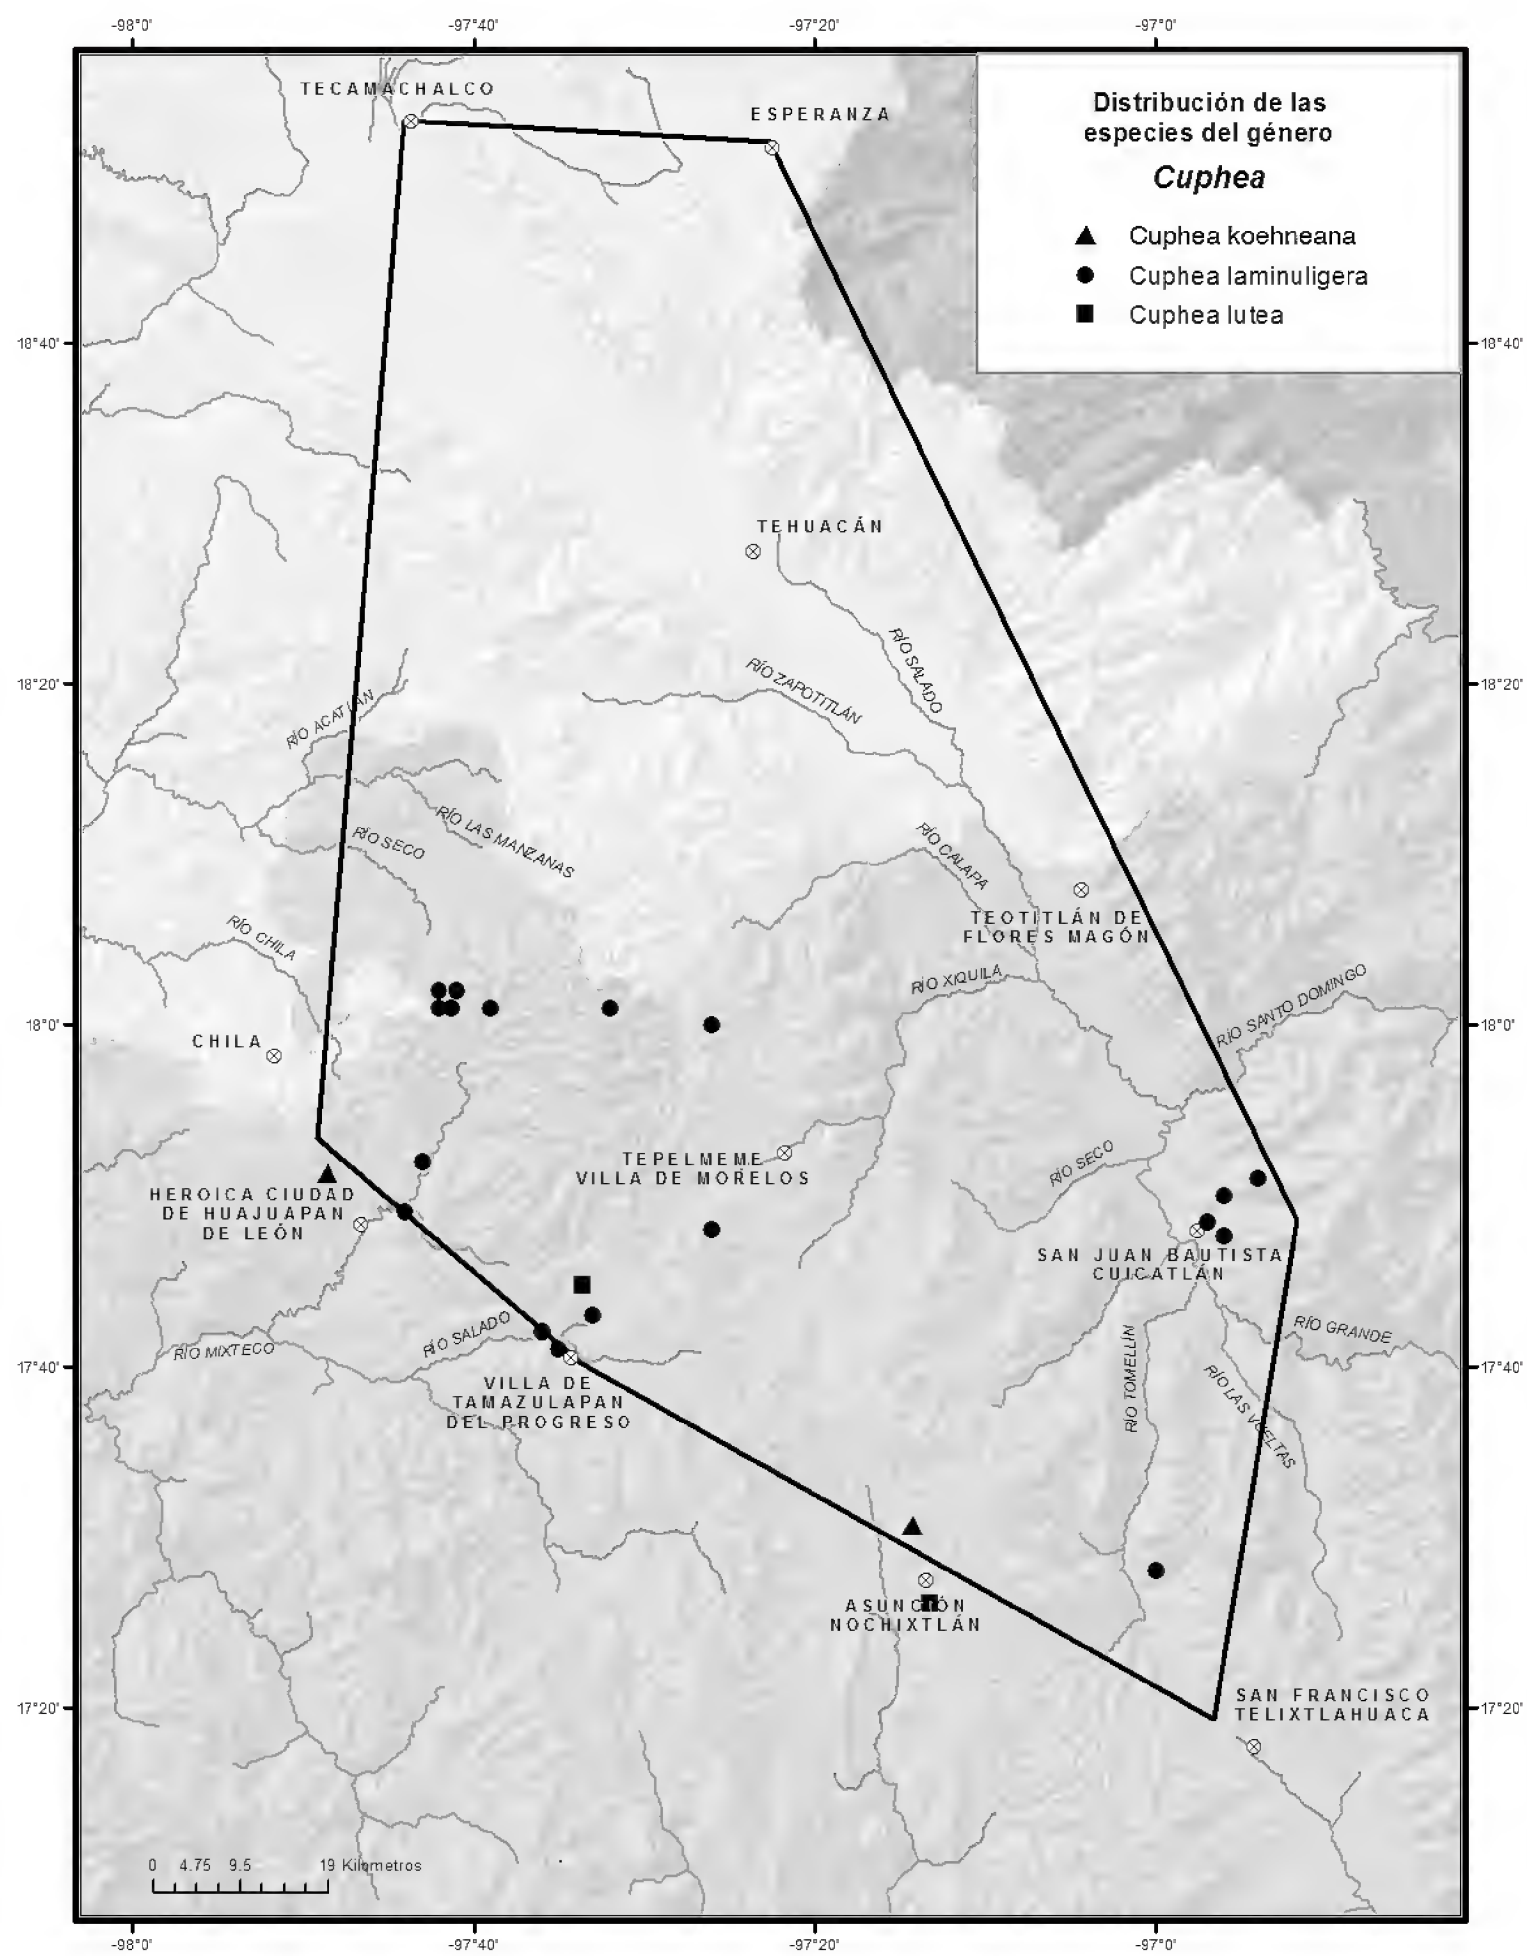 -98°0'
-97°40'
-97°20'
-97°0'
TECAMACHALCO
ESPERANZA
Distribución de las
especies del género
Cuphea
Cuphea koehneana
Cuphea laminuligera
Cuphea lutea
18°40'
18°40'
TEHUACÁN
RÍO SALADO
RÍO ZAPOTITLÁN
18°20'
18°20'
RÍO ACATLÁN
RÍO LAS MANZANAS
RÍO SECO
RÍO CALAPA
TEOTITLÁN DE
FLORES MAGÓN
RÍO CHILA
RÍO XIQUILA
RÍO SANTO DOMINGO
18°0'
18°0'
CHILA
TEPELMEME
VILLA DE MORELOS
RÍO SECO
HEROICA CIUDAD
DE HUAJUAPAN
DE LEÓN
SAN JUAN BAUTISTA
CUICATLÁN
RÍO GRANDE
RÍO SALADO
RÍO MIXTECO
17°40'
17°40'
RÍO TOMELLÍN
RÍO LAS VUELTAS
VILLA DE
TAMAZULAPAN
DEL PROGRESO
ASUNCIÓN
NOCHIXTLÁN
SAN FRANCISCO
TELIXTLAHUACA
17°20'
17°20'
0 4.75 9.5 19 Kilometros
-98°0'
-97°40'
-97°20'
-97°0'